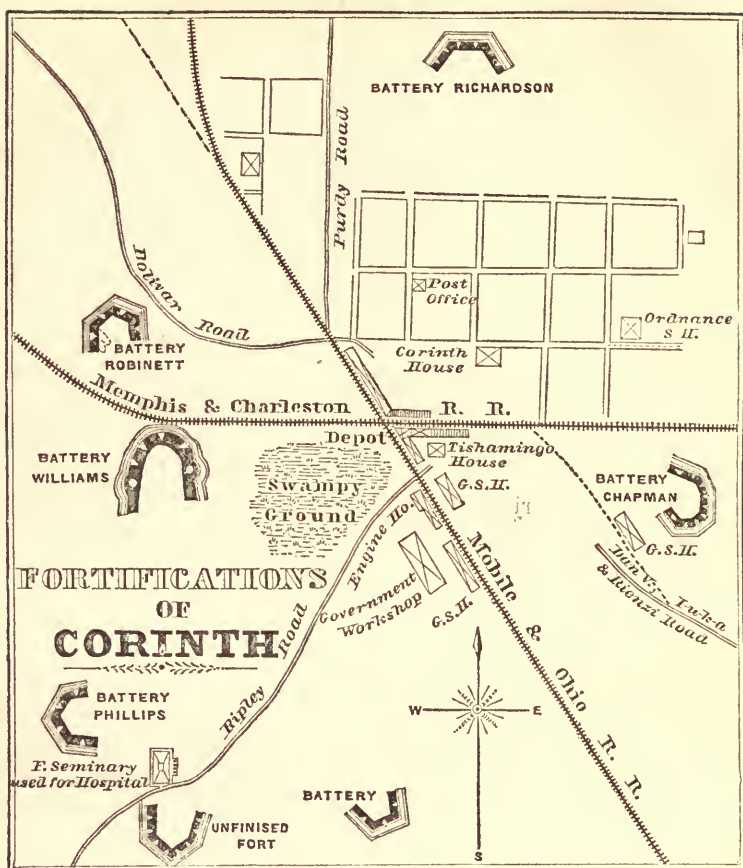 BATTERY RICHARDSON
Purdy Road
Bolivar Road
Post
Office
Ordnance
S H.
Corinth
House
BATTERY
ROBINETT
Memphis & Charleston R. R.
Depot
Tishamingo
House
BATTERY
WILLIAMS
Swampy
Ground
G.S.H.
BATTERY
CHAPMAN
G.S.H.
Engine Ho.
Government
Workshop
G.S.H.
Mobile & Ohio R. R.
& Rienzi Road
FORTIFICATIONS
OF
CORINTH
Ripley Road
BATTERY
PHILLIPS
W
E
S
F. Seminary
used for Hospital
BATTERY
UNFINISED
FORT